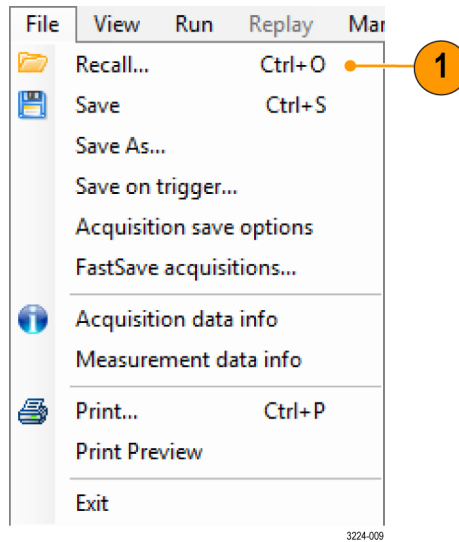 File View Run Replay Mar
Recall... Ctrl+O 1
Save Ctrl+S
Save As...
Save on trigger...
Acquisition save options
FastSave acquisitions...
Acquisition data info
Measurement data info
Print... Ctrl+P
Print Preview
Exit
3224-009